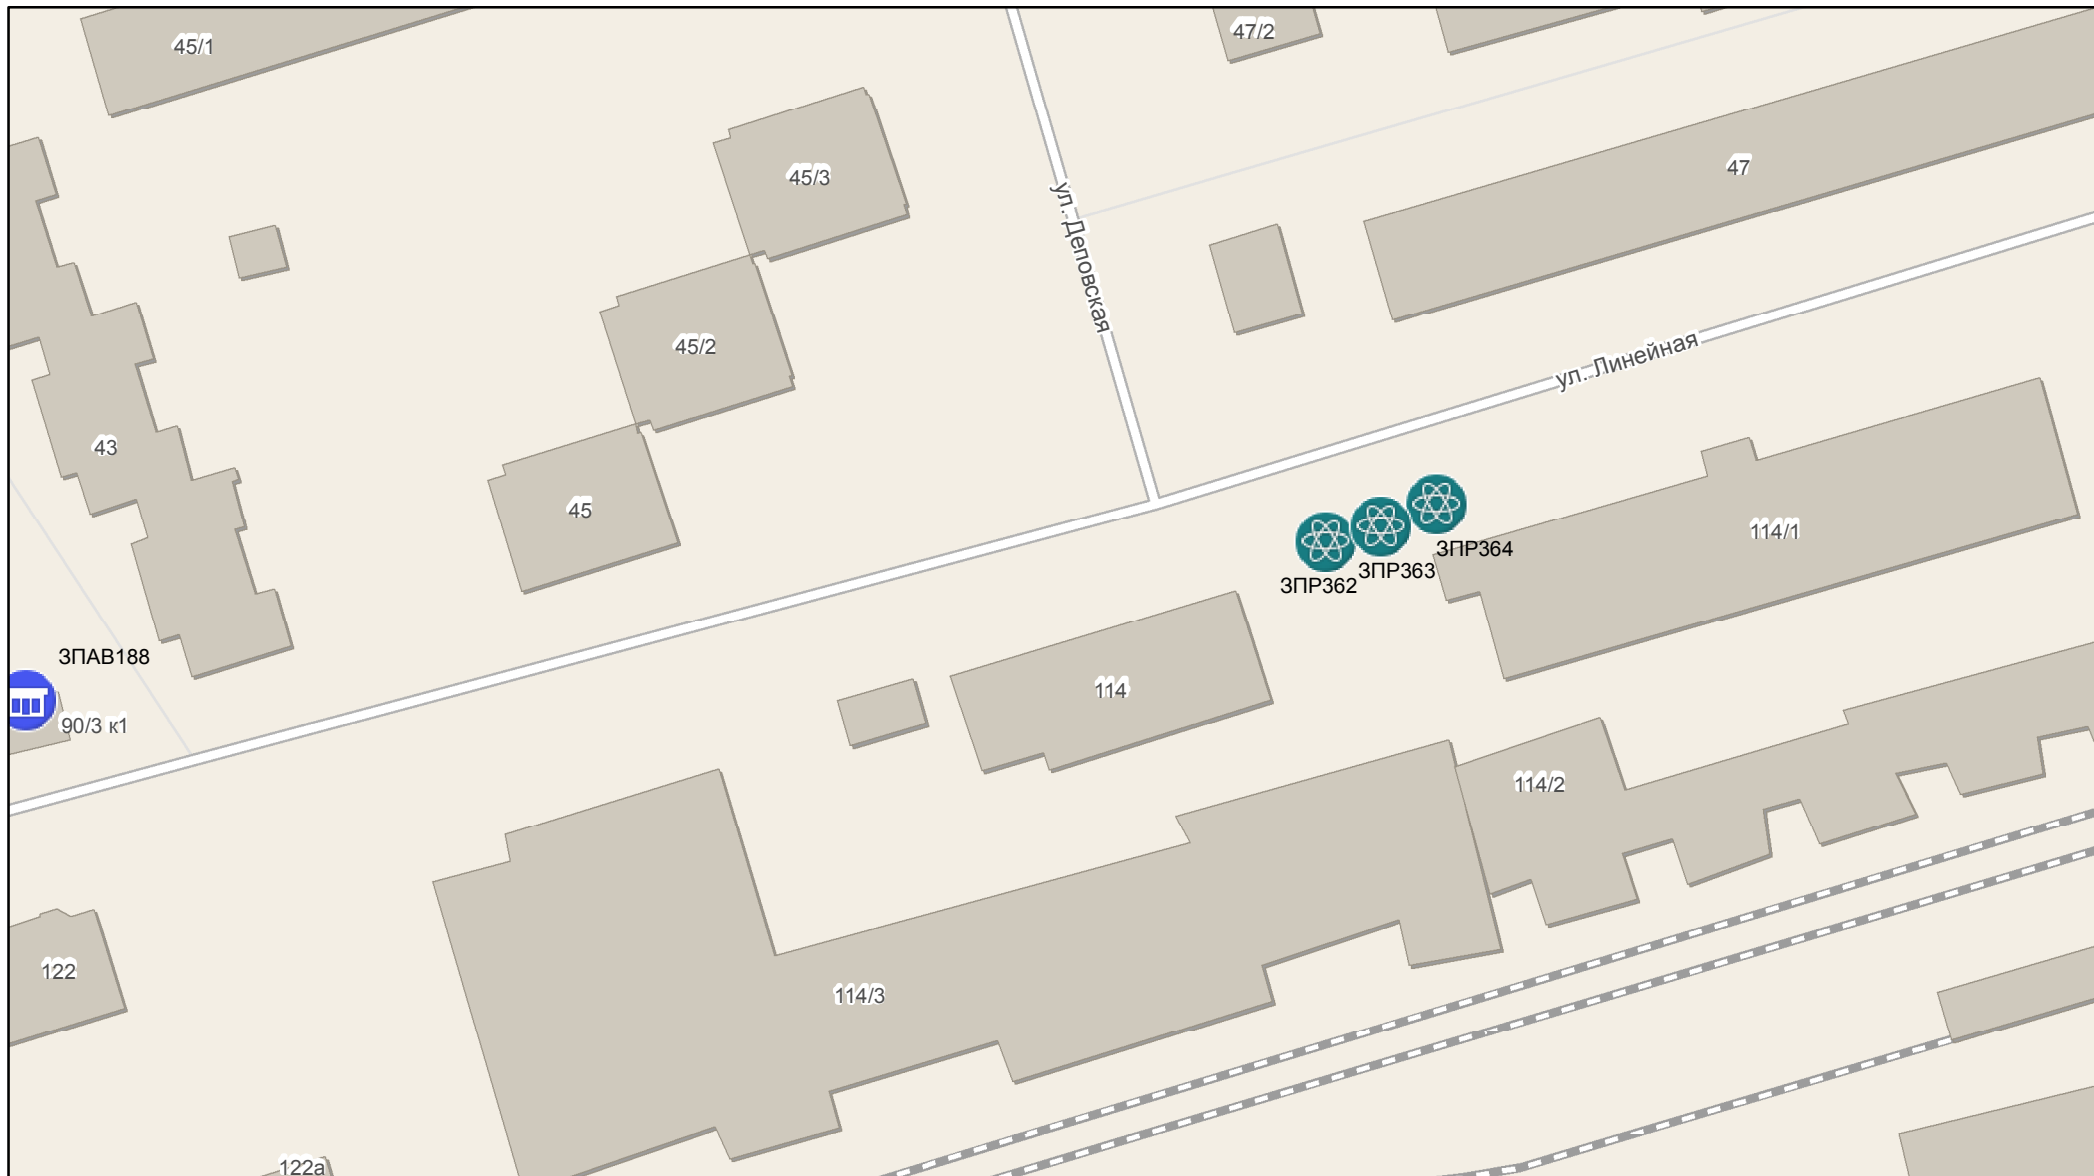 47/2
45/1
47
45/3
ул. Деповская
45/2
ул. Линейная
43
45
114/1
ЗПР364
ЗПР363
ЗПР362
ЗПАВ188
114
90/3 к1
114/2
122
114/3
122а